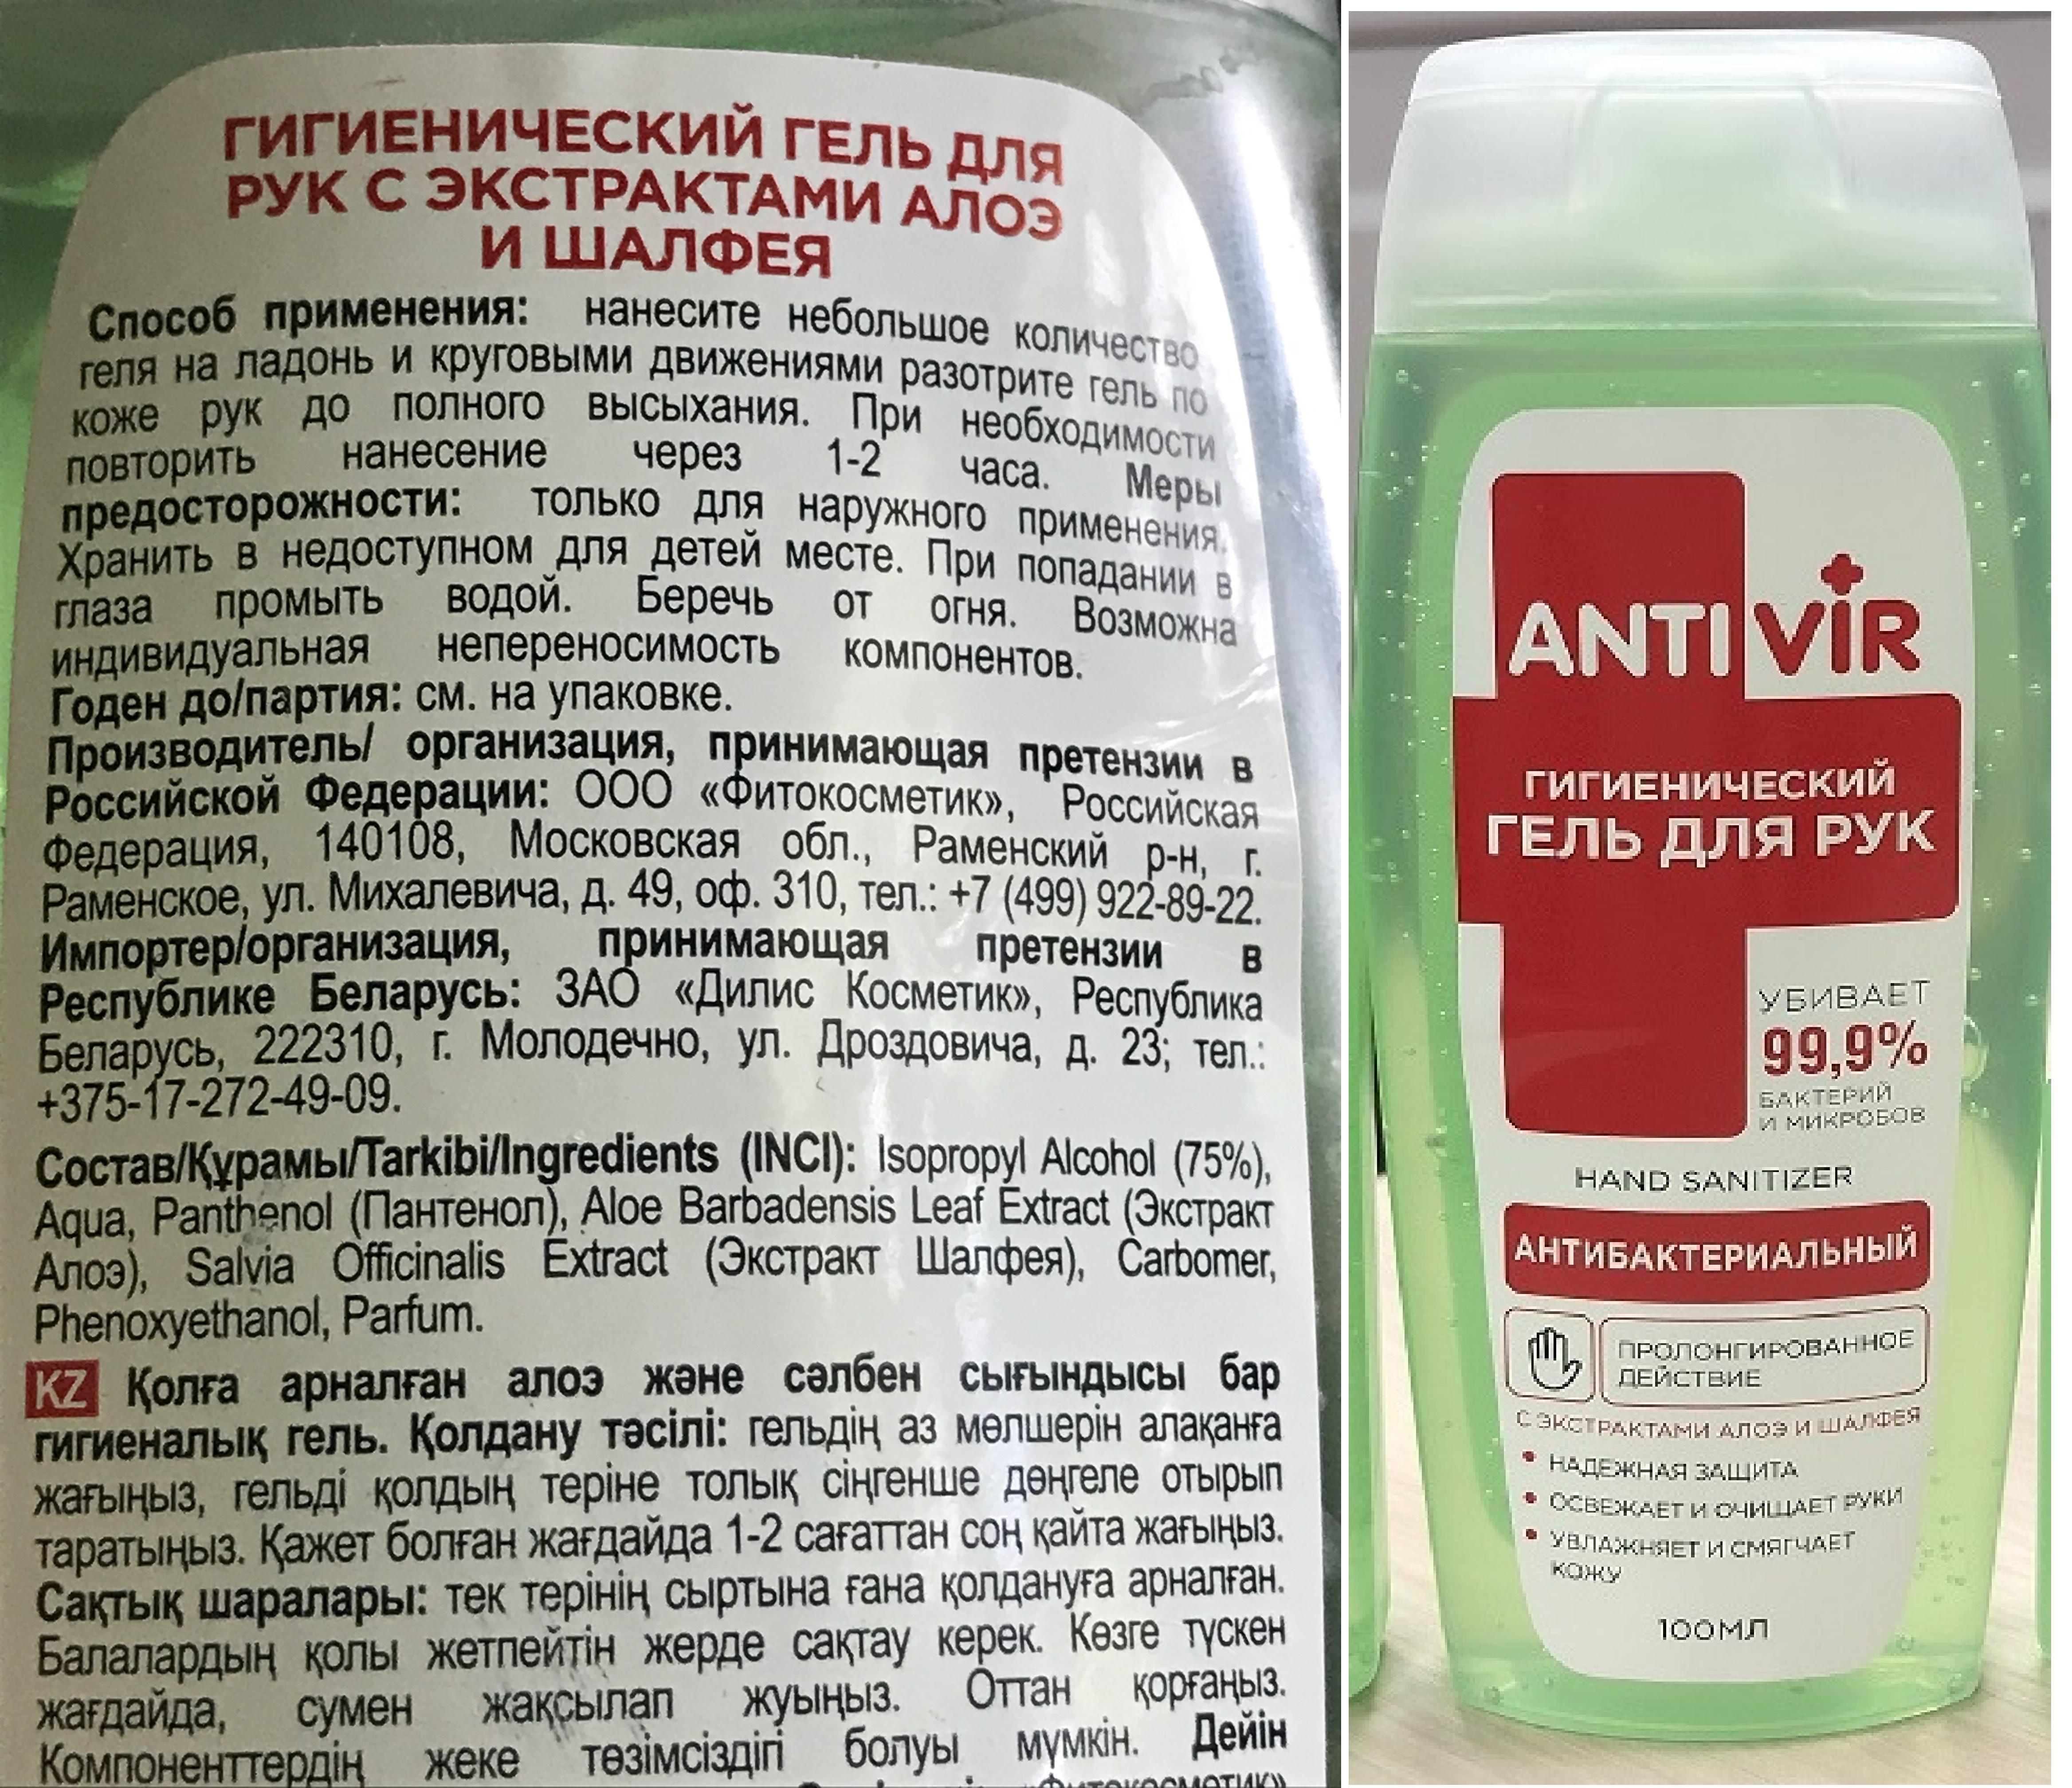 ГИГИЕНИЧЕСКИЙ ГЕЛЬ ДЛЯ
РУК С ЭКСТРАКТАМИ АЛОЭ
И ШАЛФЕЯ
Способ применения: нанесите небольшое количество
геля на ладонь и круговыми движениями разотрите гель по
коже рук до полного высыхания. При необходимости
повторить нанесение через 1-2 часа. Меры
предосторожности: только для наружного применения.
Хранить в недоступном для детей месте. При попадании в
глаза промыть водой. Беречь от огня. Возможна
индивидуальная непереносимость компонентов.
Годен до/партия: см. на упаковке.
Производитель/ организация, принимающая претензии в
Российской Федерации: ООО «Фитокосметик», Российская
Федерация, 140108, Московская обл., Раменский р-н, г.
Раменское, ул. Михалевича, д. 49, оф. 310, тел.: +7 (499) 922-89-22.
Импортер/организация, принимающая претензии в
Республике Беларусь: ЗАО «Дилис Косметик», Республика
Беларусь, 222310, г. Молодечно, ул. Дроздовича, д. 23; тел.:
+375-17-272-49-09.
Состав/Құрамы/Tarkibi/Ingredients (INCI): Isopropyl Alcohol (75%),
Aqua, Panthenol (Пантенол), Aloe Barbadensis Leaf Extract (Экстракт
Алоэ), Salvia Officinalis Extract (Экстракт Шалфея), Carbomer,
Phenoxyethanol, Parfum.
KZ Қолға арналған алоэ және сәлбен сығындысы бар
гигиеналық гель. Қолдану тәсілі: гельдің аз мөлшерін алақанға
жағыңыз, гельді қолдың теріне толық сіңгенше дөңгеле отырып
таратыңыз. Қажет болған жағдайда 1-2 сағаттан соң қайта жағыңыз.
Сақтық шаралары: тек терінің сыртына ғана қолдануға арналған.
Балалардың қолы жетпейтін жерде сақтау керек. Көзге түскен
жағдайда, сумен жақсылап жуыңыз. Оттан қорғаңыз.
Компоненттердің жеке төзімсіздігі болуы мүмкін. Дейін
«Фитокосметик»
ANTIVIR
ГИГИЕНИЧЕСКИЙ
ГЕЛЬ ДЛЯ РУК
УБИВАЕТ
99,9%
БАКТЕРИЙ
И МИКРОБОВ
HAND SANITIZER
АНТИБАКТЕРИАЛЬНЫЙ
ПРОЛОНГИРОВАННОЕ
ДЕЙСТВИЕ
С ЭКСТРАКТАМИ АЛОЭ И ШАЛФЕЯ
• НАДЕЖНАЯ ЗАЩИТА
• ОСВЕЖАЕТ И ОЧИЩАЕТ РУКИ
• УВЛАЖНЯЕТ И СМЯГЧАЕТ
КОЖУ
100МЛ